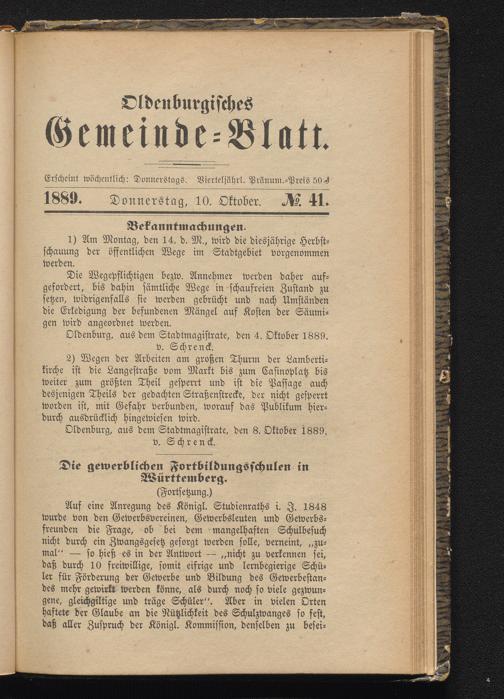 Oldenburgisches
Gemeinde-Blatt.
Erscheint wöchentlich: Donnerstags. Vierteljährl. Pränum.-Preis 50 ₰
1889. Donnerstag, 10. Oktober. №. 41.
Bekanntmachungen.
1) Am Montag, den 14. d. M., wird die diesjährige Herbst-
schauung der öffentlichen Wege im Stadtgebiet vorgenommen
werden.
Die Wegepflichtigen bezw. Annehmer werden daher auf-
gefordert, bis dahin sämtliche Wege in schaufreien Zustand zu
setzen, widrigenfalls sie werden gebrücht und nach Umständen
die Erledigung der befundenen Mängel auf Kosten der Säumi-
gen wird angeordnet werden.
Oldenburg, aus dem Stadtmagistrate, den 4. Oktober 1889.
v. Schrenck.
2) Wegen der Arbeiten am großen Thurm der Lamberti-
kirche ist die Langestraße vom Markt bis zum Casinoplatz bis
weiter zum größten Theil gesperrt und ist die Passage auch
desjenigen Theils der gedachten Straßenstrecke, der nicht gesperrt
worden ist, mit Gefahr verbunden, worauf das Publikum hier-
durch ausdrücklich hingewiesen wird.
Oldenburg, aus dem Stadtmagistrate, den 8. Oktober 1889.
v. Schrenck.
Die gewerblichen Fortbildungsschulen in
Württemberg.
(Fortsetzung.)
Auf eine Anregung des Königl. Studienraths i. J. 1848
wurde von den Gewerbsvereinen, Gewerbsleuten und Gewerbs-
freunden die Frage, ob bei dem mangelhaften Schulbesuch
nicht durch ein Zwangsgesetz gesorgt werden solle, verneint, „zu-
mal“ — so hieß es in der Antwort — „nicht zu verkennen sei,
daß durch 10 freiwillige, somit eifrige und lernbegierige Schü-
ler für Förderung der Gewerbe und Bildung des Gewerbestan-
des mehr gewirkt werden könne, als durch noch so viele gezwun-
gene, gleichgiltige und träge Schüler“. Aber in vielen Orten
haftete der Glaube an die Nützlichkeit des Schulzwanges so fest,
daß aller Zuspruch der Königl. Kommission, denselben zu besei-